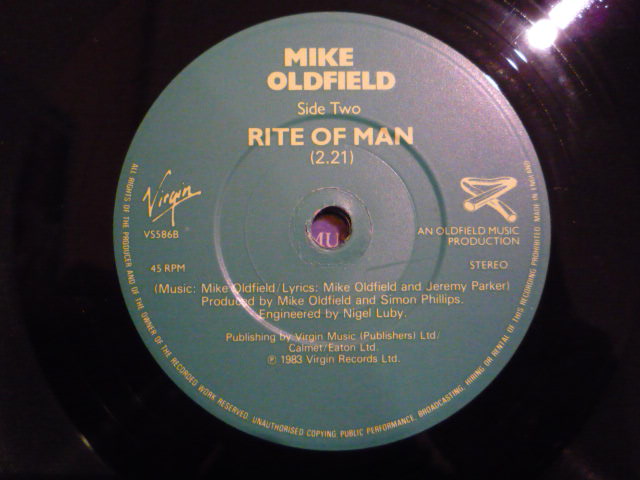 MIKE
OLDFIELD
Side Two
RITE OF MAN
(2.21)
Virgin
VS586B
AN OLDFIELD MUSIC
PRODUCTION
MU
45 RPM
STEREO
(Music: Mike Oldfield/Lyrics: Mike Oldfield and Jeremy Parker)
Produced by Mike Oldfield and Simon Phillips.
Engineered by Nigel Luby.
Publishing by Virgin Music (Publishers) Ltd/
Calmet/Eaton Ltd.
℗ 1983 Virgin Records Ltd.
ALL RIGHTS OF THE PRODUCER AND OF THE OWNER OF THE RECORDED WORK RESERVED. UNAUTHORISED COPYING PUBLIC PERFORMANCE, BROADCASTING, HIRING OR RENTAL OF THIS RECORDING PROHIBITED MADE IN ENGLAND